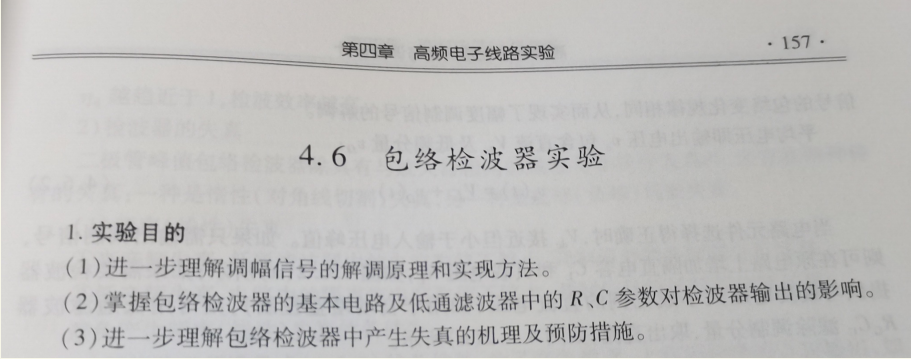 第四章 高频电子线路实验
·157·
4.6 包络检波器实验
1.实验目的
(1)进一步理解调幅信号的解调原理和实现方法。
(2)掌握包络检波器的基本电路及低通滤波器中的R、C参数对检波器输出的影响。
(3)进一步理解包络检波器中产生失真的机理及预防措施。